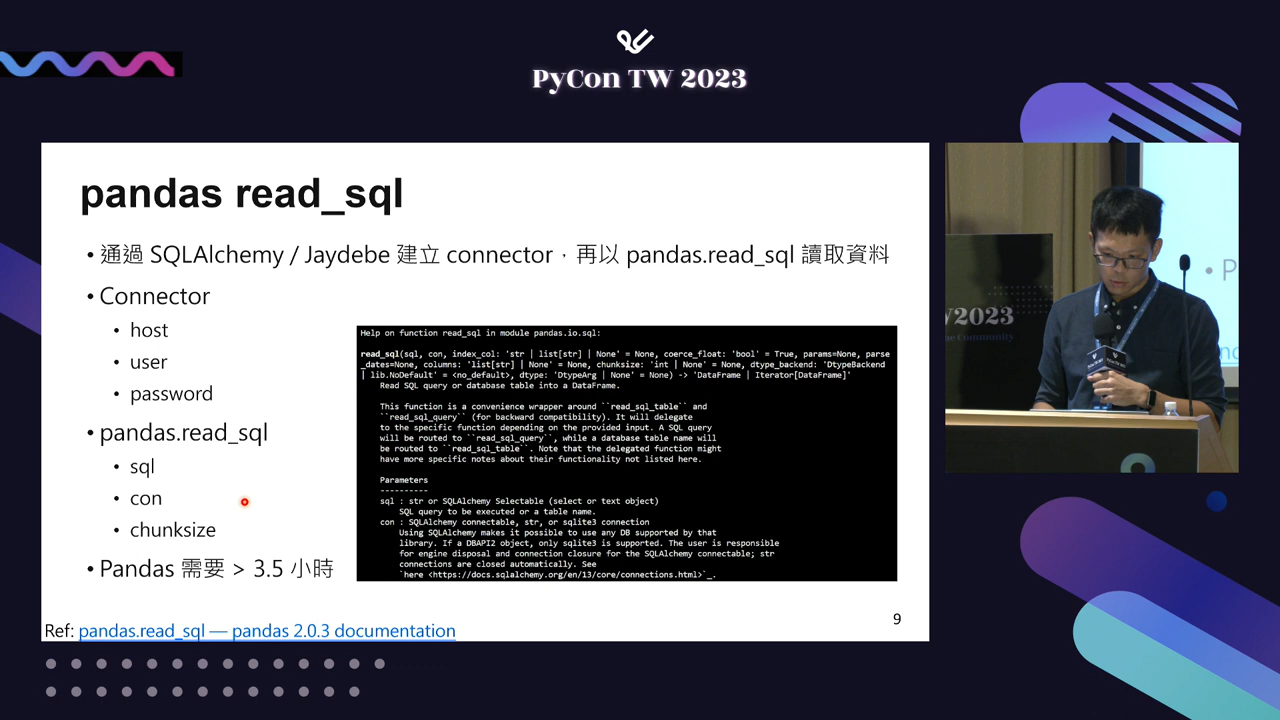 PyCon TW 2023
pandas read_sql
• 通過 SQLAlchemy / Jaydebe 建立 connector，再以 pandas.read_sql 讀取資料
• Connector
• host
• user
• password
• pandas.read_sql
• sql
• con
• chunksize
• Pandas 需要 > 3.5 小時
Help on function read_sql in module pandas.io.sql:
read_sql(sql, con, index_col: 'str | list[str] | None' = None, coerce_float: 'bool' = True, params=None, parse
_dates=None, columns: 'list[str] | None' = None, chunksize: 'int | None' = None, dtype_backend: 'DtypeBackend
| lib.NoDefault' = <no_default>, dtype: 'DtypeArg | None' = None) -> 'DataFrame | Iterator[DataFrame]'
Read SQL query or database table into a DataFrame.
This function is a convenience wrapper around ``read_sql_table`` and
``read_sql_query`` (for backward compatibility). It will delegate
to the specific function depending on the provided input. A SQL query
will be routed to ``read_sql_query``, while a database table name will
be routed to ``read_sql_table``. Note that the delegated function might
have more specific notes about their functionality not listed here.
Parameters
----------
sql : str or SQLAlchemy Selectable (select or text object)
SQL query to be executed or a table name.
con : SQLAlchemy connectable, str, or sqlite3 connection
Using SQLAlchemy makes it possible to use any DB supported by that
library. If a DBAPI2 object, only sqlite3 is supported. The user is responsible
for engine disposal and connection closure for the SQLAlchemy connectable; str
connections are closed automatically. See
`here <https://docs.sqlalchemy.org/en/13/core/connections.html>`_.
Ref: pandas.read_sql — pandas 2.0.3 documentation
9
• P
2023